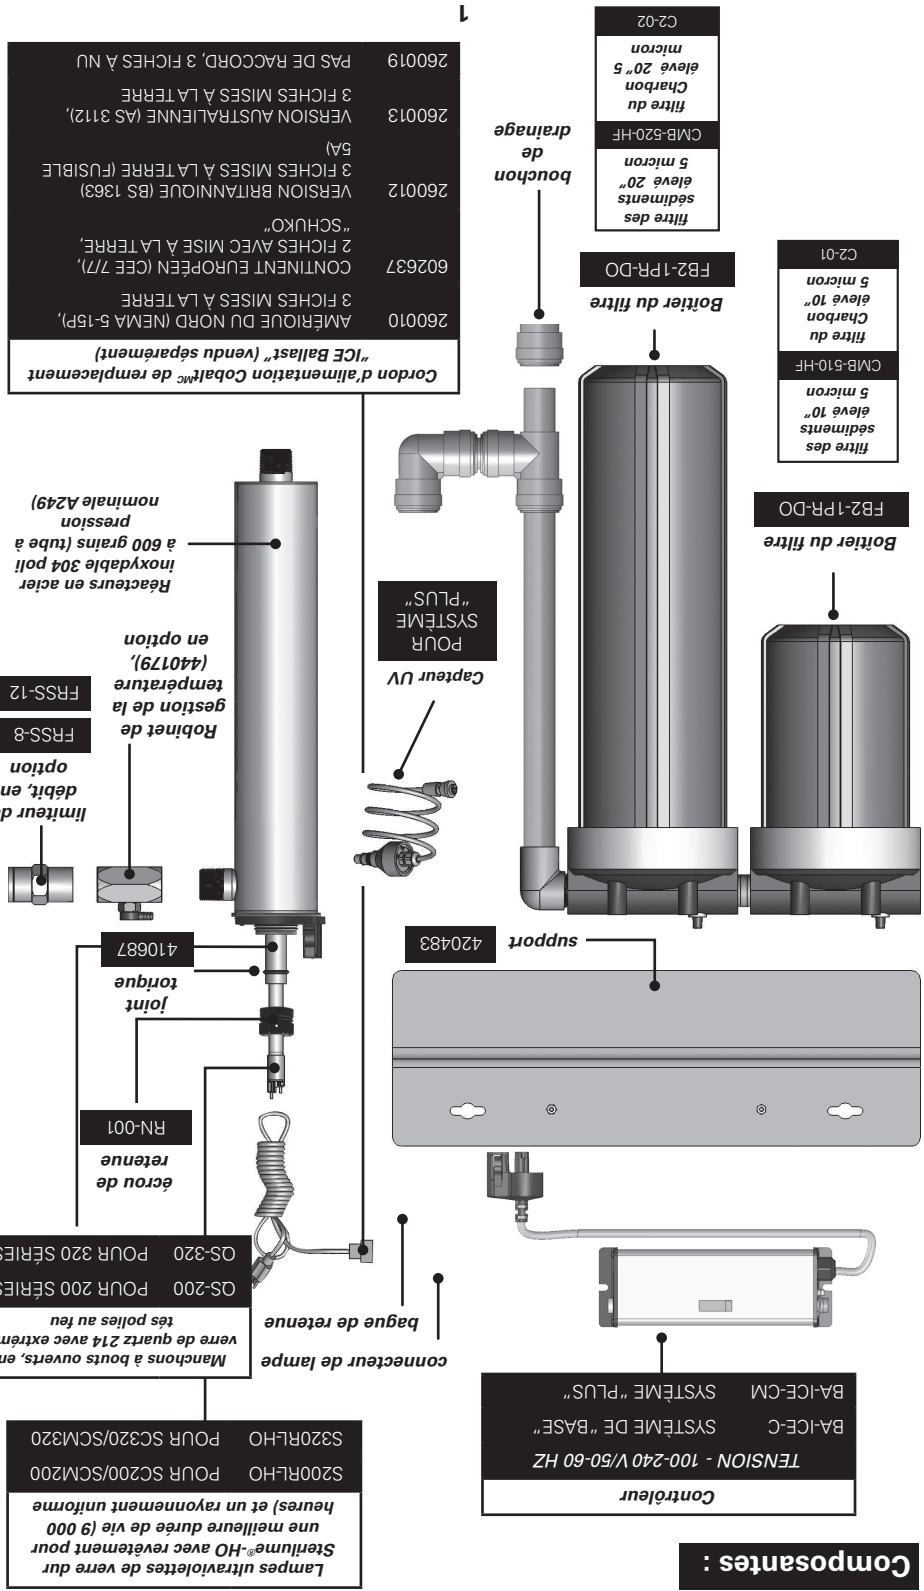 Composantes :
Contrôleur
TENSION - 100-240 V/50-60 HZ
BA-ICE-C SYSTÈME DE "BASE"
BA-ICE-CM SYSTÈME "PLUS"
Lampes ultraviolettes de verre dur
Sterilume®-HO avec revêtement pour
une meilleure durée de vie (9 000
heures) et un rayonnement uniforme
S200RL-HO POUR SC200/SCM200
S320RL-HO POUR SC320/SCM320
connecteur de lampe
bague de retenue
Manchons à bouts ouverts, en
verre de quartz 214 avec extrém
tés polies au feu
QS-200 POUR 200 SÉRIES
QS-320 POUR 320 SÉRIES
écrou de
retenue
RN-001
joint
torique
410687
support
420483
limiteur de
débit, en
option
FRSS-8
FRSS-12
Robinet de
gestion de la
température
(440179),
en option
Capteur UV
POUR
SYSTÈME
"PLUS"
Réacteurs en acier
inoxydable 304 poli
à 600 grains (tube à
pression
nominale A249)
Boîtier du filtre
FB2-1PR-DO
filtre des
sédiments
élevé 10"
5 micron
CMB-510-HF
filtre du
Charbon
élevé 10"
5 micron
C2-01
Boîtier du filtre
FB2-1PR-DO
filtre des
sédiments
élevé 20"
5 micron
CMB-520-HF
filtre du
Charbon
élevé 20" 5
micron
C2-02
bouchon
de
drainage
Cordon d'alimentation Cobalt MC de remplacement
"ICE Ballast" (vendu séparément)
260010 AMÉRIQUE DU NORD (NEMA 5-15P),
3 FICHES MISES À LA TERRE
602637 CONTINENT EUROPÉEN (CEE 7/7),
2 FICHES AVEC MISE À LA TERRE,
"SCHUKO"
260012 VERSION BRITANNIQUE (BS 1363)
3 FICHES MISES À LA TERRE (FUSIBLE
5A)
260013 VERSION AUSTRALIENNE (AS 3112),
3 FICHES MISES À LA TERRE
260019 PAS DE RACCORD, 3 FICHES À NU
1